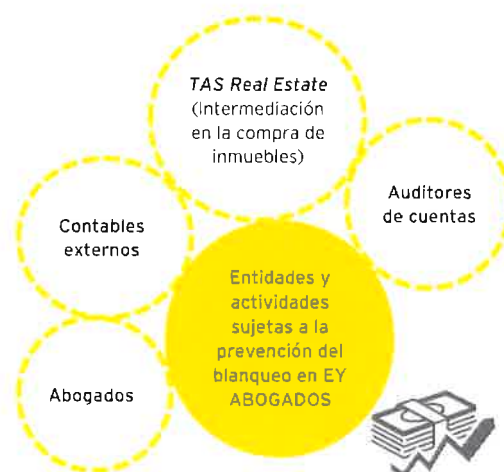 TAS Real Estate
(Intermediación
en la compra de
inmuebles)
Auditores
de cuentas
Contables
externos
Entidades y
actividades
sujetas a la
prevención del
blanqueo en EY
ABOGADOS
Abogados